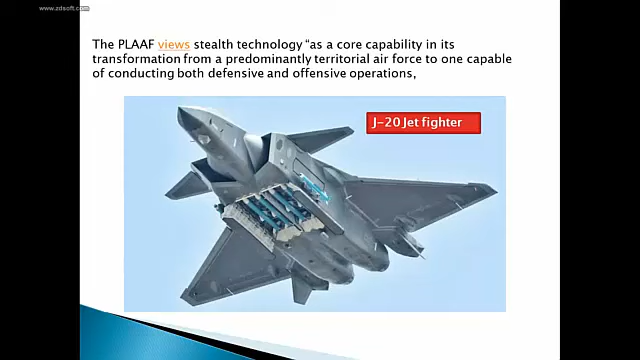 www.zdsoft.com
The PLAAF views stealth technology “as a core capability in its
transformation from a predominantly territorial air force to one capable
of conducting both defensive and offensive operations,
J-20 Jet fighter